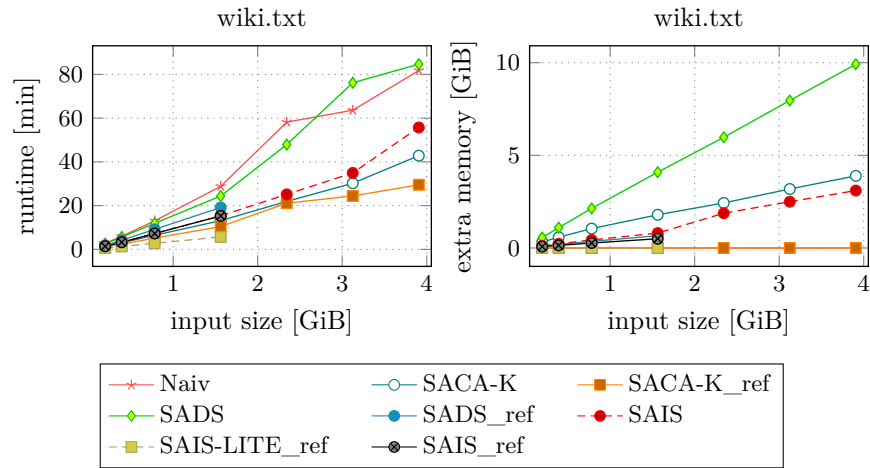 wiki.txt
wiki.txt
runtime [min]
80
60
40
20
0
1
2
3
4
input size [GiB]
extra memory [GiB]
10
5
0
1
2
3
4
input size [GiB]
Naiv
SACA-K
SACA-K_ref
SADS
SADS_ref
SAIS
SAIS-LITE_ref
SAIS_ref